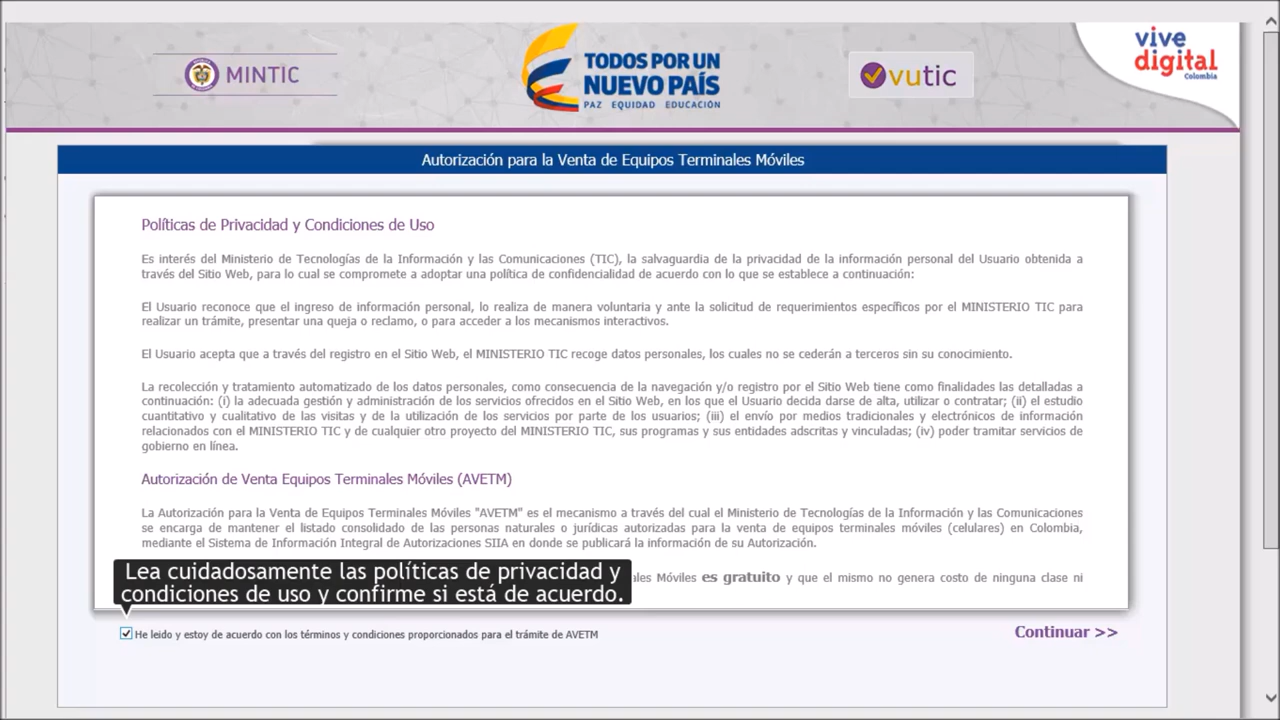 MINTIC
TODOS POR UN
NUEVO PAÍS
PAZ EQUIDAD EDUCACIÓN
vutic
vive
digital
Colombia
Autorización para la Venta de Equipos Terminales Móviles
Políticas de Privacidad y Condiciones de Uso
Es interés del Ministerio de Tecnologías de la Información y las Comunicaciones (TIC), la salvaguardia de la privacidad de la información personal del Usuario obtenida a
través del Sitio Web, para lo cual se compromete a adoptar una política de confidencialidad de acuerdo con lo que se establece a continuación:
El Usuario reconoce que el ingreso de información personal, lo realiza de manera voluntaria y ante la solicitud de requerimientos específicos por el MINISTERIO TIC para
realizar un trámite, presentar una queja o reclamo, o para acceder a los mecanismos interactivos.
El Usuario acepta que a través del registro en el Sitio Web, el MINISTERIO TIC recoge datos personales, los cuales no se cederán a terceros sin su conocimiento.
La recolección y tratamiento automatizado de los datos personales, como consecuencia de la navegación y/o registro por el Sitio Web tiene como finalidades las detalladas a
continuación: (i) la adecuada gestión y administración de los servicios ofrecidos en el Sitio Web, en los que el Usuario decida darse de alta, utilizar o contratar; (ii) el estudio
cuantitativo y cualitativo de las visitas y de la utilización de los servicios por parte de los usuarios; (iii) el envío por medios tradicionales y electrónicos de información
relacionados con el MINISTERIO TIC y de cualquier otro proyecto del MINISTERIO TIC, sus programas y sus entidades adscritas y vinculadas; (iv) poder tramitar servicios de
gobierno en línea.
Autorización de Venta Equipos Terminales Móviles (AVETM)
La Autorización para la Venta de Equipos Terminales Móviles "AVETM" es el mecanismo a través del cual el Ministerio de Tecnologías de la Información y las Comunicaciones
se encarga de mantener el listado consolidado de las personas naturales o jurídicas autorizadas para la venta de equipos terminales móviles (celulares) en Colombia,
mediante el Sistema de Información Integral de Autorizaciones SIIA en donde se publicará la información de su Autorización.
Lea cuidadosamente las políticas de privacidad y
condiciones de uso y confirme si está de acuerdo.
Móviles es gratuito y que el mismo no genera costo de ninguna clase ni
He leido y estoy de acuerdo con los términos y condiciones proporcionados para el trámite de AVETM
Continuar >>